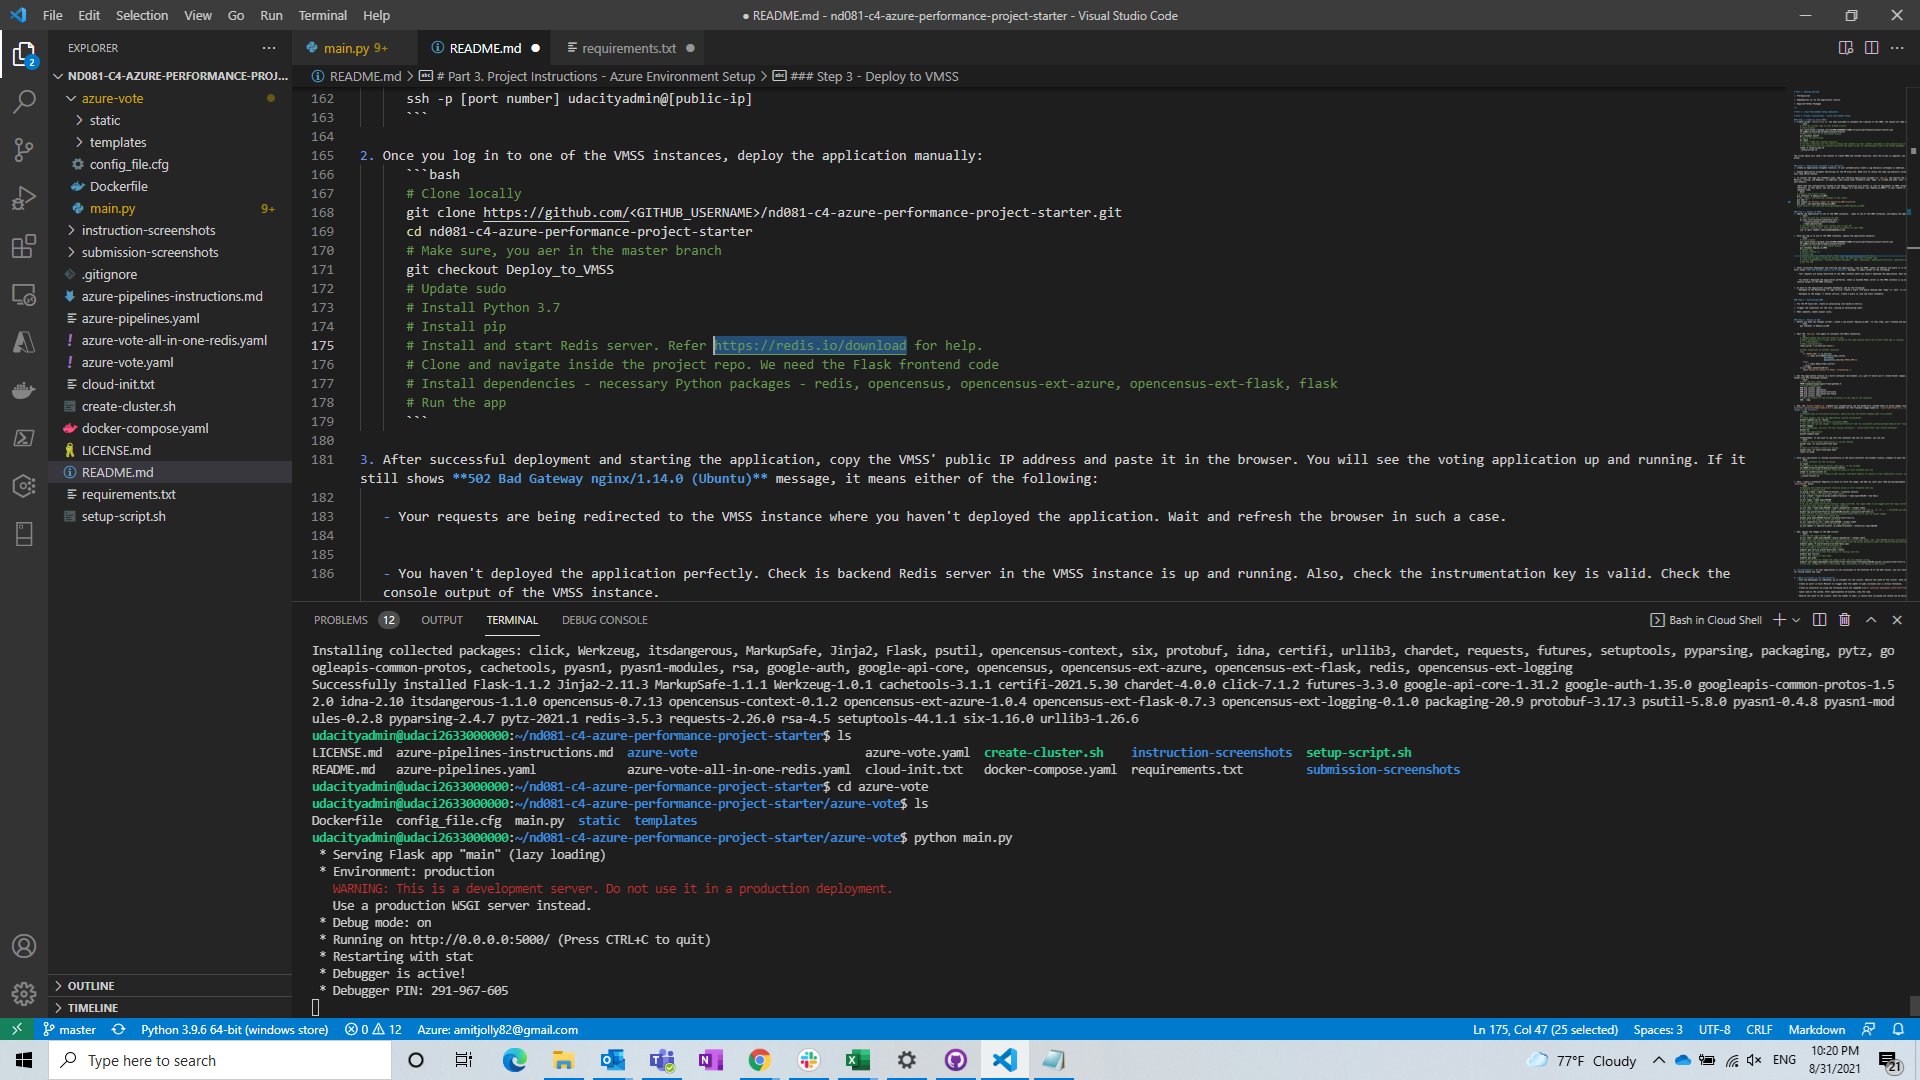 File Edit Selection View Go Run Terminal Help
● README.md - nd081-c4-azure-performance-project-starter - Visual Studio Code
EXPLORER
ND081-C4-AZURE-PERFORMANCE-PROJ...
azure-vote
static
templates
config_file.cfg
Dockerfile
main.py 9+
instruction-screenshots
submission-screenshots
.gitignore
azure-pipelines-instructions.md
azure-pipelines.yaml
azure-vote-all-in-one-redis.yaml
azure-vote.yaml
cloud-init.txt
create-cluster.sh
docker-compose.yaml
LICENSE.md
README.md
requirements.txt
setup-script.sh
OUTLINE
TIMELINE
2
main.py 9+ README.md ● requirements.txt ●
README.md > # Part 3. Project Instructions - Azure Environment Setup > ### Step 3 - Deploy to VMSS
162 ssh -p [port number] udacityadmin@[public-ip]
163 ```
164
165 2. Once you log in to one of the VMSS instances, deploy the application manually:
166 ```bash
167 # Clone locally
168 git clone https://github.com/<GITHUB_USERNAME>/nd081-c4-azure-performance-project-starter.git
169 cd nd081-c4-azure-performance-project-starter
170 # Make sure, you aer in the master branch
171 git checkout Deploy_to_VMSS
172 # Update sudo
173 # Install Python 3.7
174 # Install pip
175 # Install and start Redis server. Refer https://redis.io/download for help.
176 # Clone and navigate inside the project repo. We need the Flask frontend code
177 # Install dependencies - necessary Python packages - redis, opencensus, opencensus-ext-azure, opencensus-ext-flask, flask
178 # Run the app
179 ```
180
181 3. After successful deployment and starting the application, copy the VMSS' public IP address and paste it in the browser. You will see the voting application up and running. If it
still shows **502 Bad Gateway nginx/1.14.0 (Ubuntu)** message, it means either of the following:
182
183 - Your requests are being redirected to the VMSS instance where you haven't deployed the application. Wait and refresh the browser in such a case.
184
185
186 - You haven't deployed the application perfectly. Check is backend Redis server in the VMSS instance is up and running. Also, check the instrumentation key is valid. Check the
console output of the VMSS instance.
PROBLEMS 12 OUTPUT TERMINAL DEBUG CONSOLE
Bash in Cloud Shell
Installing collected packages: click, Werkzeug, itsdangerous, MarkupSafe, Jinja2, Flask, psutil, opencensus-context, six, protobuf, idna, certifi, urllib3, chardet, requests, futures, setuptools, pyparsing, packaging, pytz, go
ogleapis-common-protos, cachetools, pyasn1, pyasn1-modules, rsa, google-auth, google-api-core, opencensus, opencensus-ext-azure, opencensus-ext-flask, redis, opencensus-ext-logging
Successfully installed Flask-1.1.2 Jinja2-2.11.3 MarkupSafe-1.1.1 Werkzeug-1.0.1 cachetools-3.1.1 certifi-2021.5.30 chardet-4.0.0 click-7.1.2 futures-3.3.0 google-api-core-1.31.2 google-auth-1.35.0 googleapis-common-protos-1.5
2.0 idna-2.10 itsdangerous-1.1.0 opencensus-0.7.13 opencensus-context-0.1.2 opencensus-ext-azure-1.0.4 opencensus-ext-flask-0.7.3 opencensus-ext-logging-0.1.0 packaging-20.9 protobuf-3.17.3 psutil-5.8.0 pyasn1-0.4.8 pyasn1-mod
ules-0.2.8 pyparsing-2.4.7 pytz-2021.1 redis-3.5.3 requests-2.26.0 rsa-4.5 setuptools-44.1.1 six-1.16.0 urllib3-1.26.6
udacityadmin@udaci2633000000:~/nd081-c4-azure-performance-project-starter$ ls
LICENSE.md azure-pipelines-instructions.md azure-vote azure-vote.yaml create-cluster.sh instruction-screenshots setup-script.sh
README.md azure-pipelines.yaml azure-vote-all-in-one-redis.yaml cloud-init.txt docker-compose.yaml requirements.txt submission-screenshots
udacityadmin@udaci2633000000:~/nd081-c4-azure-performance-project-starter$ cd azure-vote
udacityadmin@udaci2633000000:~/nd081-c4-azure-performance-project-starter/azure-vote$ ls
Dockerfile config_file.cfg main.py static templates
udacityadmin@udaci2633000000:~/nd081-c4-azure-performance-project-starter/azure-vote$ python main.py
* Serving Flask app "main" (lazy loading)
* Environment: production
WARNING: This is a development server. Do not use it in a production deployment.
Use a production WSGI server instead.
* Debug mode: on
* Running on http://0.0.0.0:5000/ (Press CTRL+C to quit)
* Restarting with stat
* Debugger is active!
* Debugger PIN: 291-967-605
master Python 3.9.6 64-bit (windows store) 0 12 Azure: amitjolly82@gmail.com
Ln 175, Col 47 (25 selected) Spaces: 3 UTF-8 CRLF Markdown
Type here to search
77°F Cloudy ENG 10:20 PM
8/31/2021
21